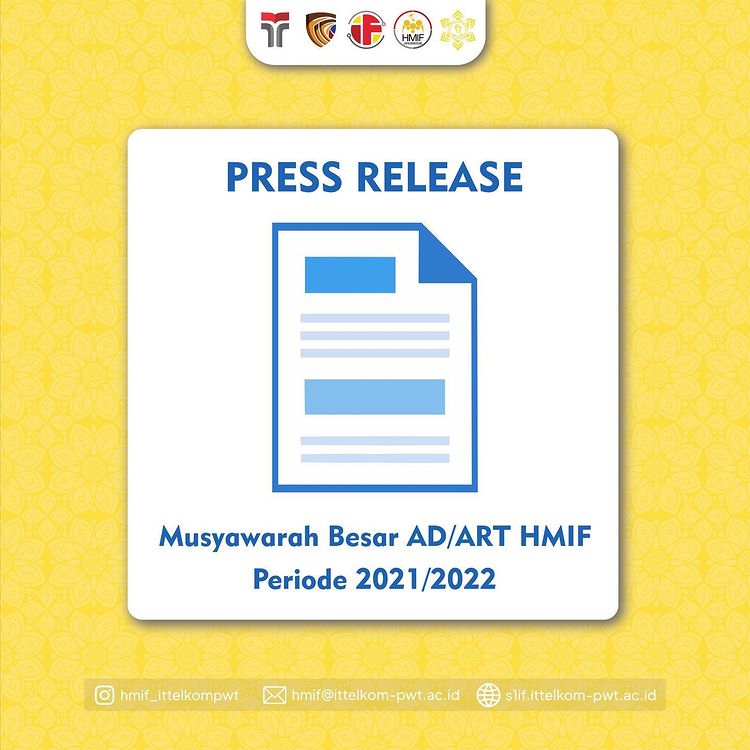 HMIF
PRESS RELEASE
Musyawarah Besar AD/ART HMIF
Periode 2021/2022
hmif_ittelkompwt
hmif@ittelkom-pwt.ac.id
s1if.ittelkom-pwt.ac.id